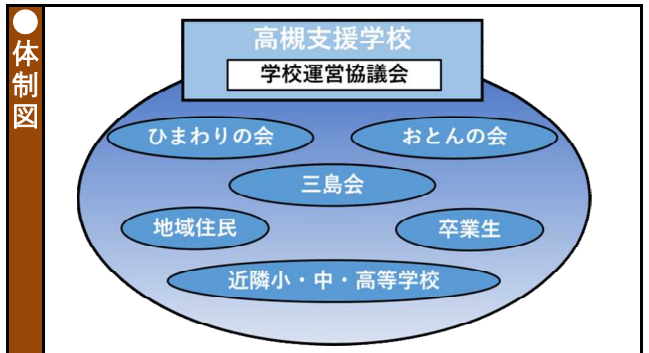 ●体制図
高槻支援学校
学校運営協議会
ひまわりの会
おとんの会
三島会
地域住民
卒業生
近隣小・中・高等学校